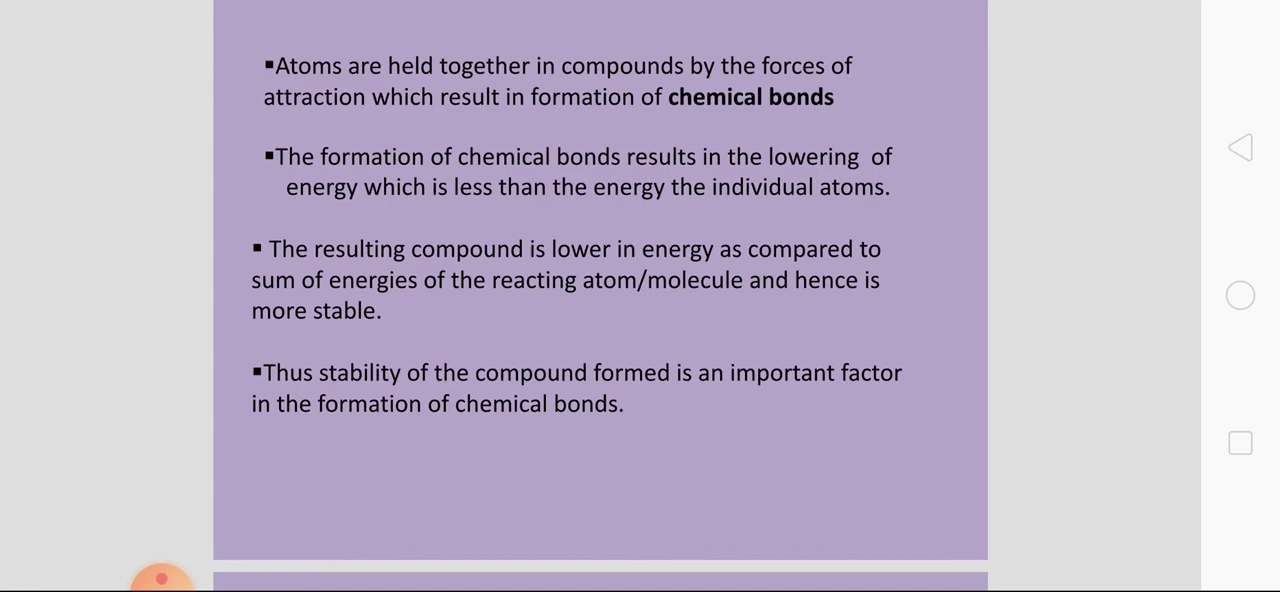 ▪Atoms are held together in compounds by the forces of
attraction which result in formation of chemical bonds
▪The formation of chemical bonds results in the lowering of
energy which is less than the energy the individual atoms.
▪ The resulting compound is lower in energy as compared to
sum of energies of the reacting atom/molecule and hence is
more stable.
▪Thus stability of the compound formed is an important factor
in the formation of chemical bonds.